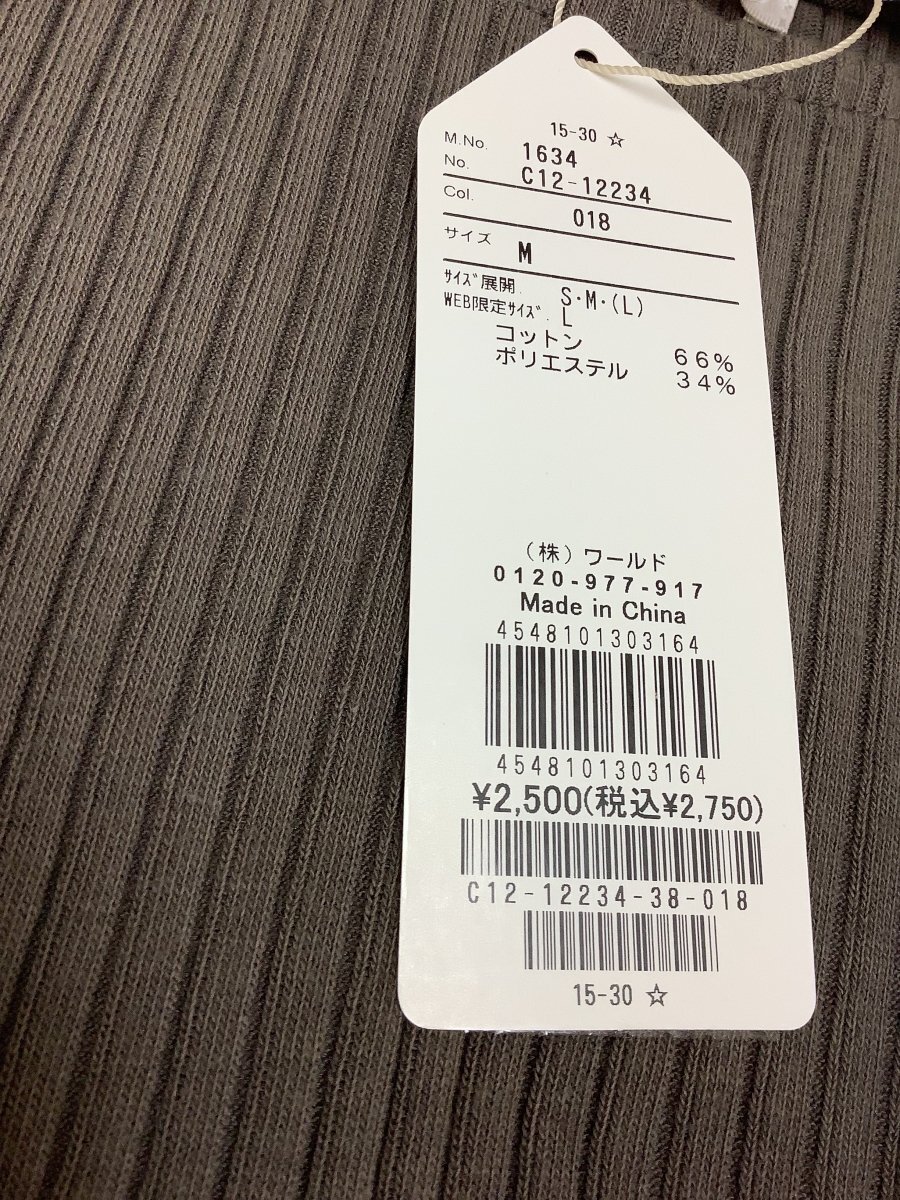 15-30 ☆
M.No. 1634
No. C12-12234
Col. 018
サイズ M
ｻｲｽﾞ展開. S・M・(L)
WEB限定ｻｲｽﾞ. L
コットン 66%
ポリエステル 34%
(株)ワールド
0120-977-917
Made in China
4548101303164
4548101303164
¥2,500(税込¥2,750)
C12-12234-38-018
15-30 ☆